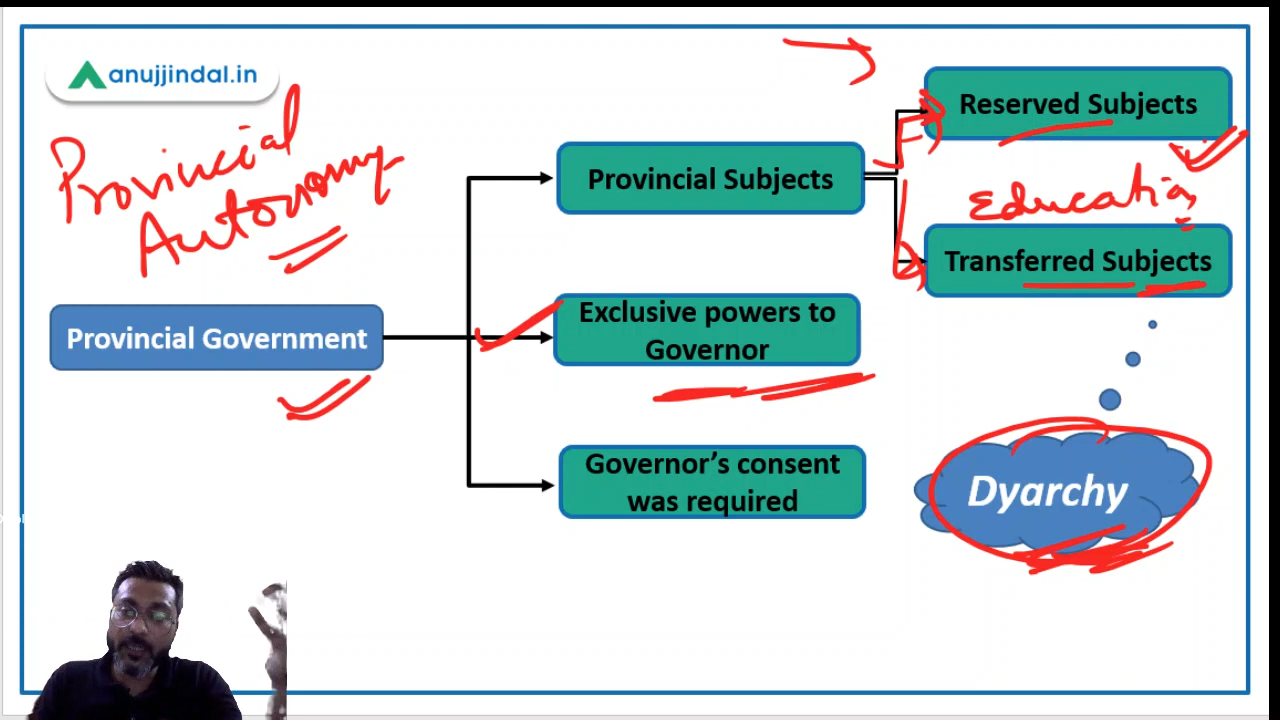 anujjindal.in
Provincial
Autonomy
Provincial Government
Provincial Subjects
Exclusive powers to
Governor
Governor's consent
was required
Reserved Subjects
Education
Transferred Subjects
Dyarchy